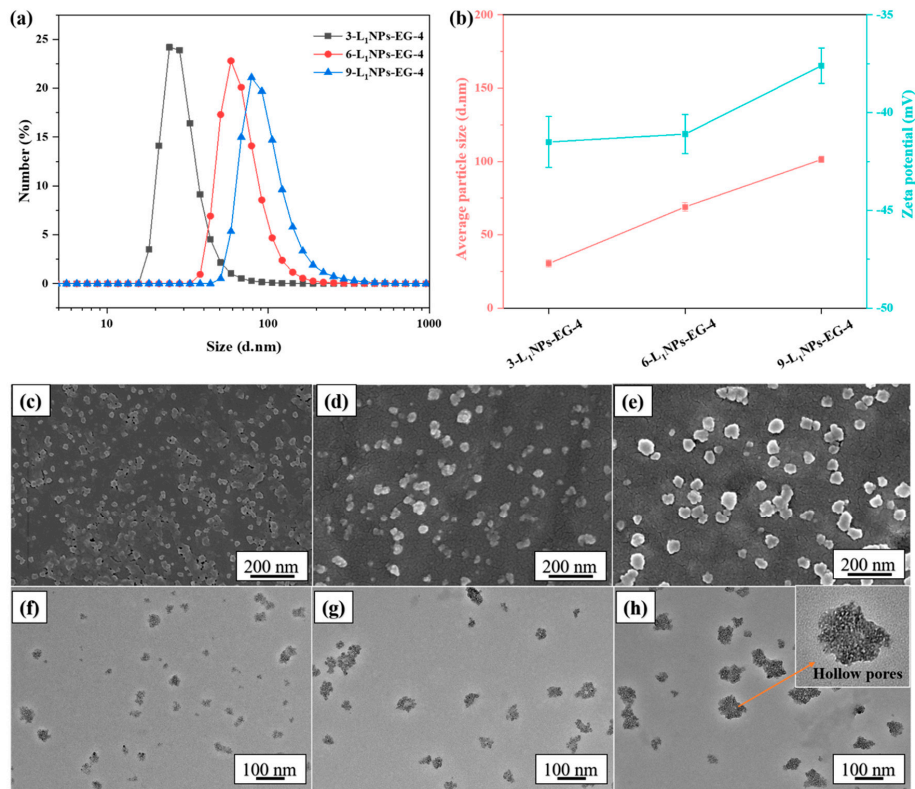 (a)
3-L₁NPs-EG-4
6-L₁NPs-EG-4
9-L₁NPs-EG-4
Number (%)
25
20
15
10
5
0
10
100
1000
Size (d.nm)
(b)
Average particle size (d.nm)
200
150
100
50
0
Zeta potential (mV)
-35
-40
-45
-50
3-L₁NPs-EG-4
6-L₁NPs-EG-4
9-L₁NPs-EG-4
(c)
200 nm
(d)
200 nm
(e)
200 nm
(f)
100 nm
(g)
100 nm
(h)
Hollow pores
100 nm